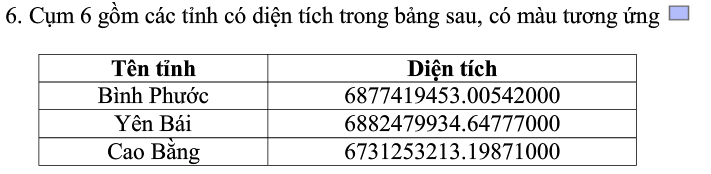 6. Cụm 6 gồm các tỉnh có diện tích trong bảng sau, có màu tương ứng
Tên tỉnh Diện tích
Bình Phước 6877419453.00542000
Yên Bái 6882479934.64777000
Cao Bằng 6731253213.19871000